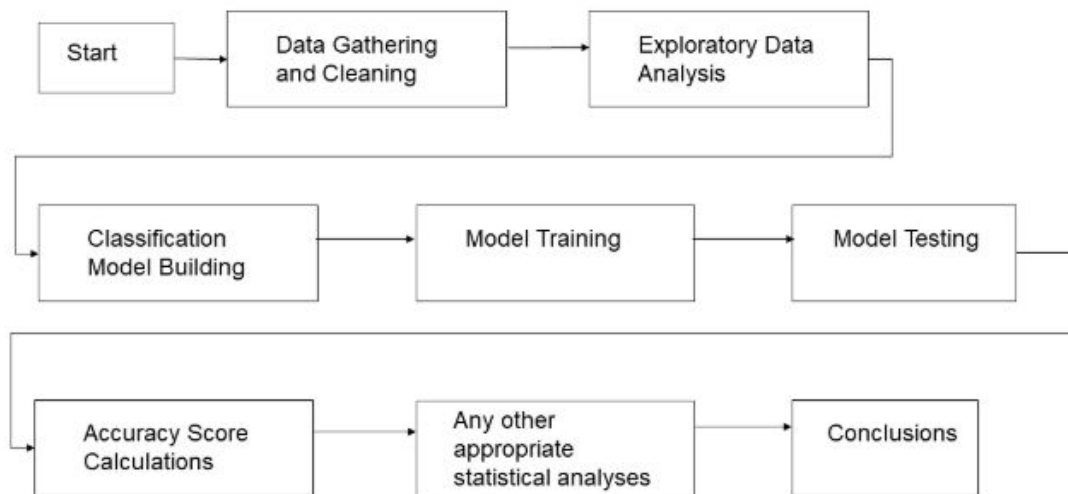 Start
Data Gathering
and Cleaning
Exploratory Data
Analysis
Classification
Model Building
Model Training
Model Testing
Accuracy Score
Calculations
Any other
appropriate
statistical analyses
Conclusions